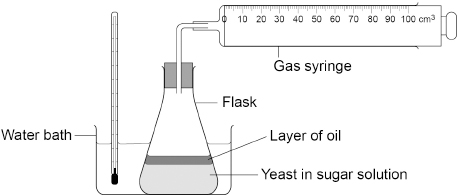 0 10 20 30 40 50 60 70 80 90 100 cm³
Gas syringe
Flask
Water bath
Layer of oil
Yeast in sugar solution